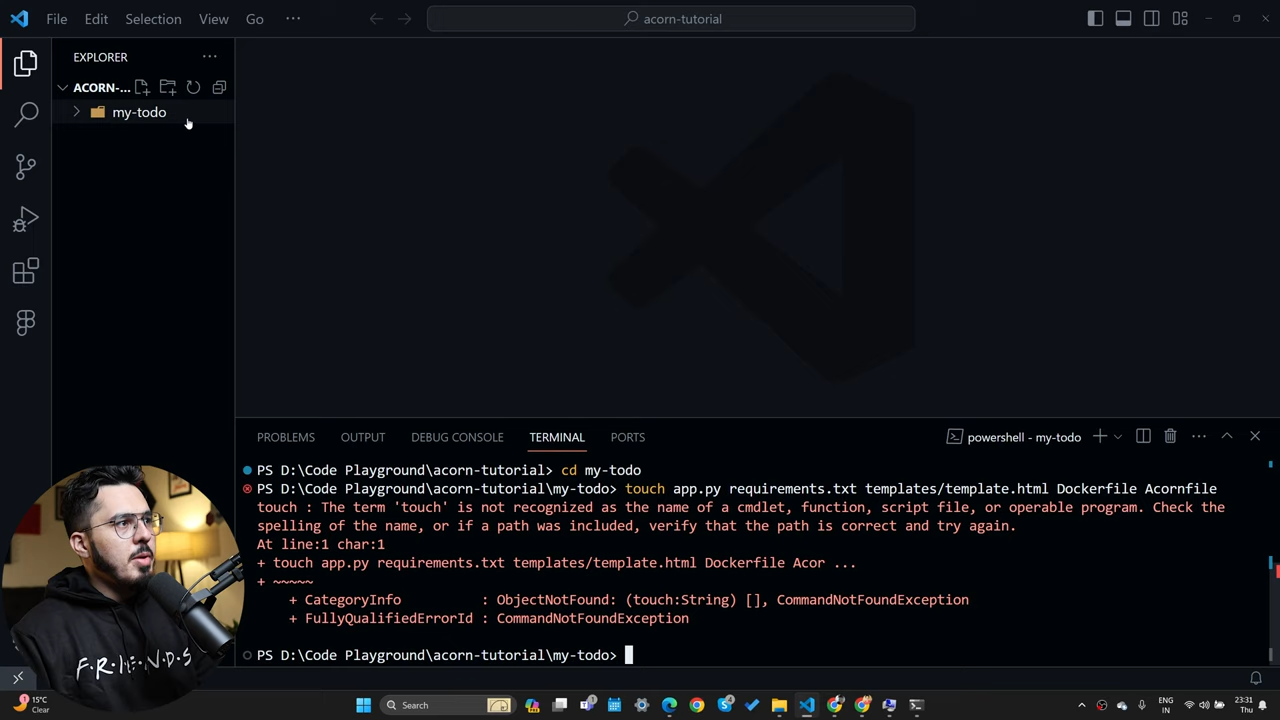 File Edit Selection View Go ···
acorn-tutorial
EXPLORER ···
ACORN-...
my-todo
PROBLEMS OUTPUT DEBUG CONSOLE TERMINAL PORTS
powershell - my-todo
PS D:\Code Playground\acorn-tutorial> cd my-todo
PS D:\Code Playground\acorn-tutorial\my-todo> touch app.py requirements.txt templates/template.html Dockerfile Acornfile
touch : The term 'touch' is not recognized as the name of a cmdlet, function, script file, or operable program. Check the
spelling of the name, or if a path was included, verify that the path is correct and try again.
At line:1 char:1
+ touch app.py requirements.txt templates/template.html Dockerfile Acor ...
+ ~~~~~
+ CategoryInfo : ObjectNotFound: (touch:String) [], CommandNotFoundException
+ FullyQualifiedErrorId : CommandNotFoundException
PS D:\Code Playground\acorn-tutorial\my-todo>
F·R·I·E·N·D·S
15°C
Clear
Search
ENG
IN
23:31
Thu